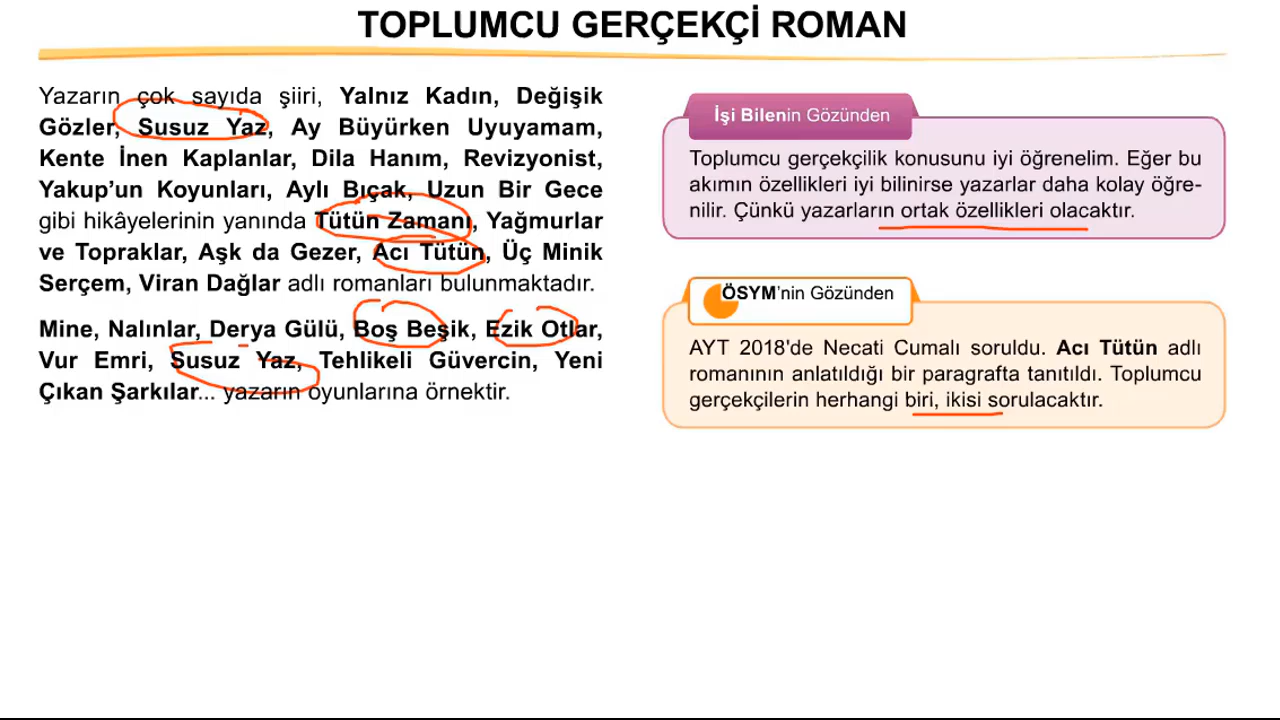 TOPLUMCU GERÇEKÇİ ROMAN
Yazarın çok sayıda şiiri, Yalnız Kadın, Değişik
Gözler, Susuz Yaz, Ay Büyürken Uyuyamam,
Kente İnen Kaplanlar, Dila Hanım, Revizyonist,
Yakup’un Koyunları, Aylı Bıçak, Uzun Bir Gece
gibi hikâyelerinin yanında Tütün Zamanı, Yağmurlar
ve Topraklar, Aşk da Gezer, Acı Tütün, Üç Minik
Serçem, Viran Dağlar adlı romanları bulunmaktadır.
Mine, Nalınlar, Derya Gülü, Boş Beşik, Ezik Otlar,
Vur Emri, Susuz Yaz, Tehlikeli Güvercin, Yeni
Çıkan Şarkılar... yazarın oyunlarına örnektir.
İşi Bilenin Gözünden
Toplumcu gerçekçilik konusunu iyi öğrenelim. Eğer bu
akımın özellikleri iyi bilinirse yazarlar daha kolay öğre-
nilir. Çünkü yazarların ortak özellikleri olacaktır.
ÖSYM’nin Gözünden
AYT 2018'de Necati Cumalı soruldu. Acı Tütün adlı
romanının anlatıldığı bir paragrafta tanıtıldı. Toplumcu
gerçekçilerin herhangi biri, ikisi sorulacaktır.